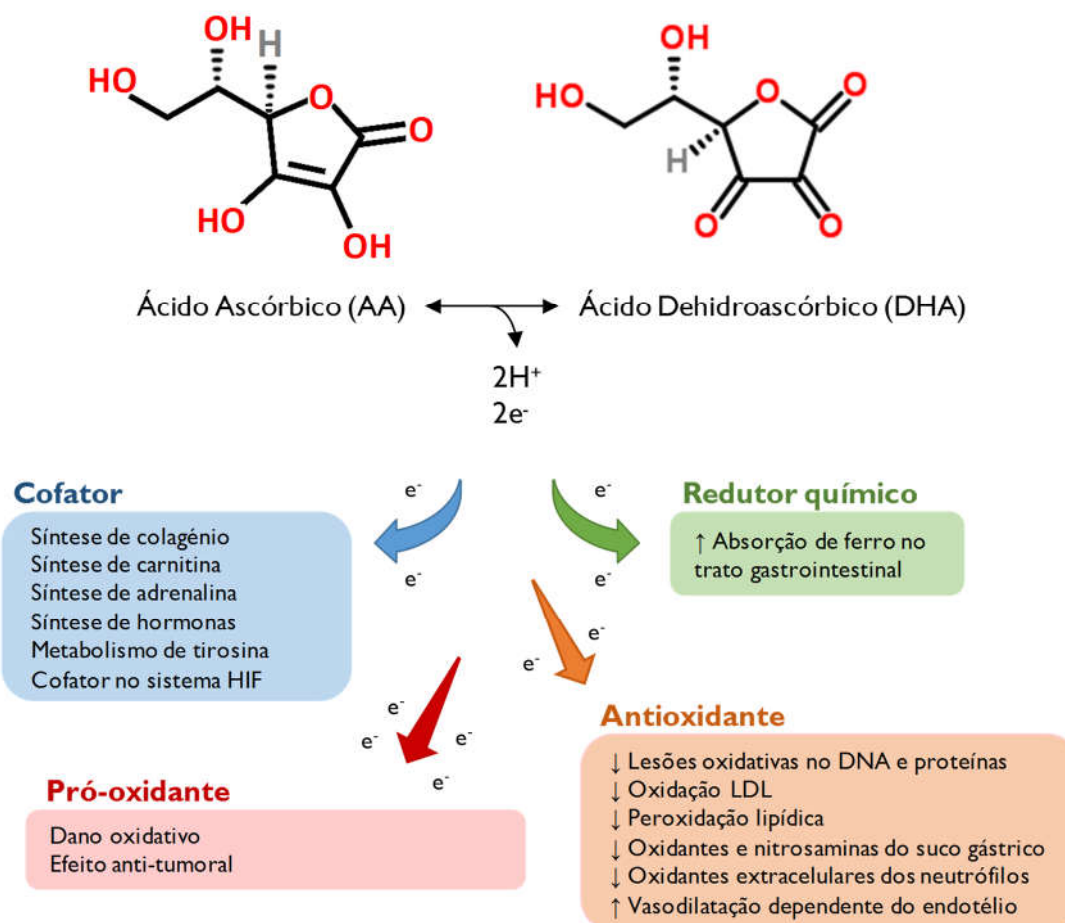 OH
H
HO
O
O
HO
OH
OH
HO
O
O
H
O
O
Ácido Ascórbico (AA)
Ácido Dehidroascórbico (DHA)
2H⁺
2e⁻
Cofator
e⁻
e⁻
Redutor químico
Síntese de colagénio
Síntese de carnitina
Síntese de adrenalina
Síntese de hormonas
Metabolismo de tirosina
Cofator no sistema HIF
e⁻
e⁻
↑ Absorção de ferro no
trato gastrointestinal
e⁻
e⁻
e⁻
e⁻
e⁻
e⁻
Antioxidante
↓ Lesões oxidativas no DNA e proteínas
↓ Oxidação LDL
↓ Peroxidação lipídica
↓ Oxidantes e nitrosaminas do suco gástrico
↓ Oxidantes extracelulares dos neutrófilos
↑ Vasodilatação dependente do endotélio
Pró-oxidante
Dano oxidativo
Efeito anti-tumoral